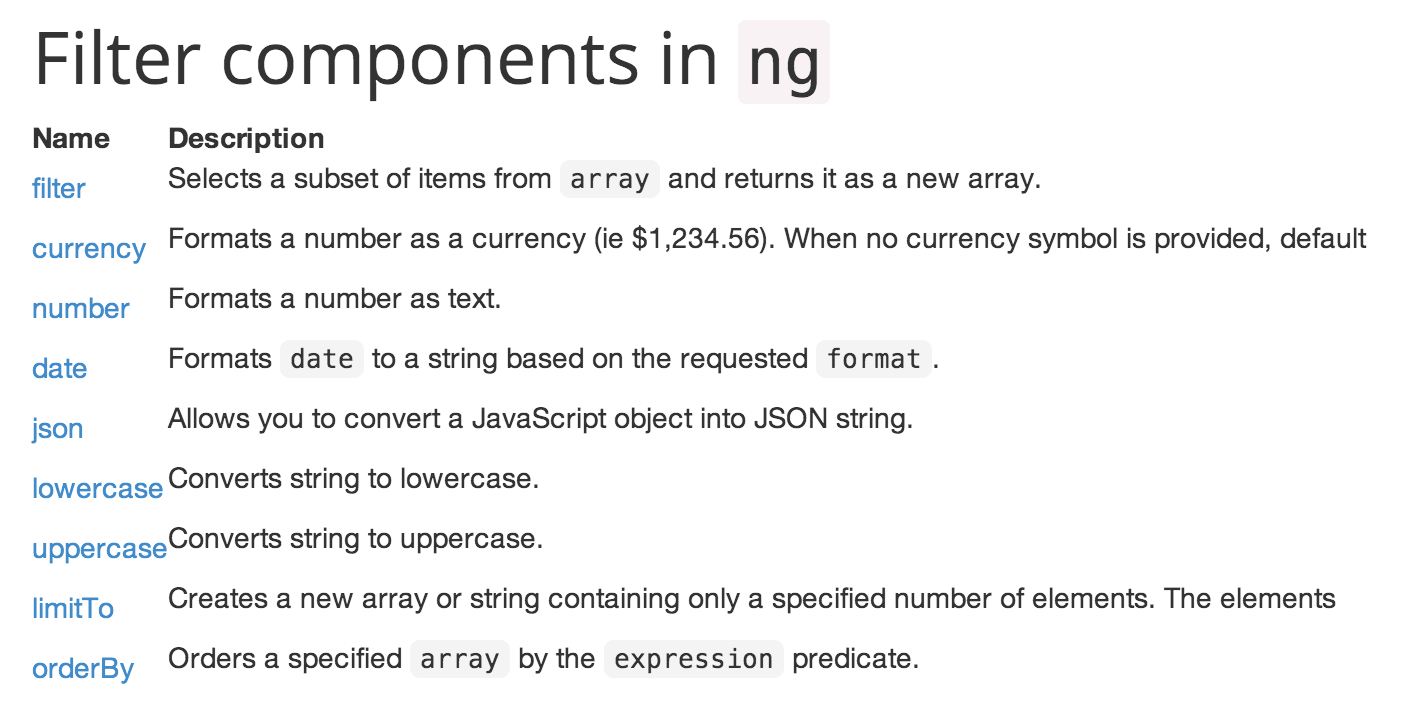 Filter components in ng
Name Description
filter Selects a subset of items from array and returns it as a new array.
currency Formats a number as a currency (ie $1,234.56). When no currency symbol is provided, default
number Formats a number as text.
date Formats date to a string based on the requested format.
json Allows you to convert a JavaScript object into JSON string.
lowercase Converts string to lowercase.
uppercase Converts string to uppercase.
limitTo Creates a new array or string containing only a specified number of elements. The elements
orderBy Orders a specified array by the expression predicate.